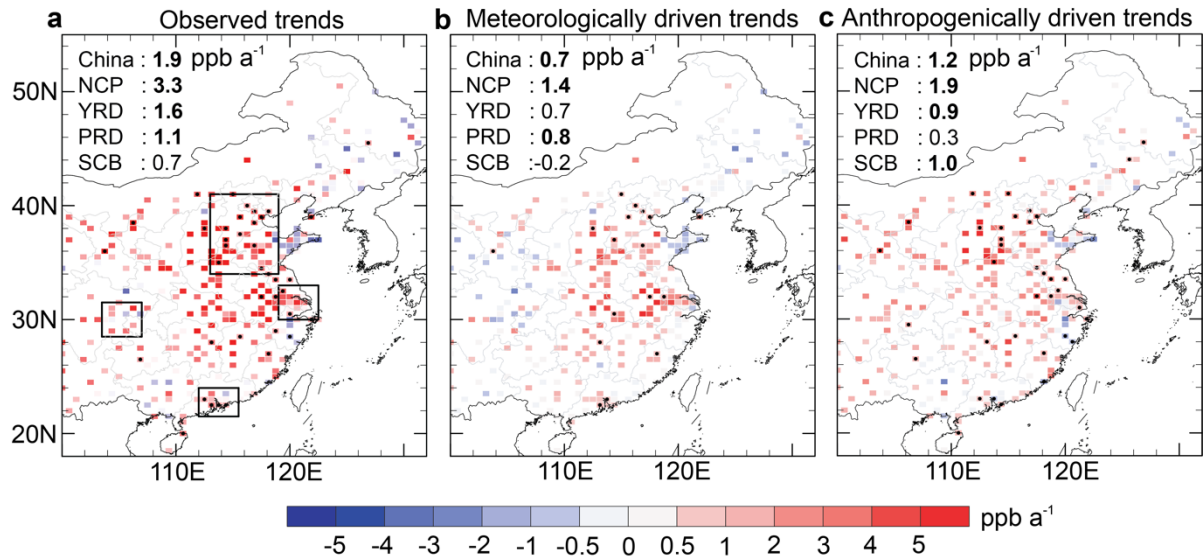 a Observed trends
China : 1.9 ppb a⁻¹
NCP : 3.3
YRD : 1.6
PRD : 1.1
SCB : 0.7
b Meteorologically driven trends
China : 0.7 ppb a⁻¹
NCP : 1.4
YRD : 0.7
PRD : 0.8
SCB : -0.2
c Anthropogenically driven trends
China : 1.2 ppb a⁻¹
NCP : 1.9
YRD : 0.9
PRD : 0.3
SCB : 1.0
50N
40N
30N
20N
110E 120E
110E 120E
110E 120E
-5 -4 -3 -2 -1 -0.5 0 0.5 1 2 3 4 5 ppb a⁻¹